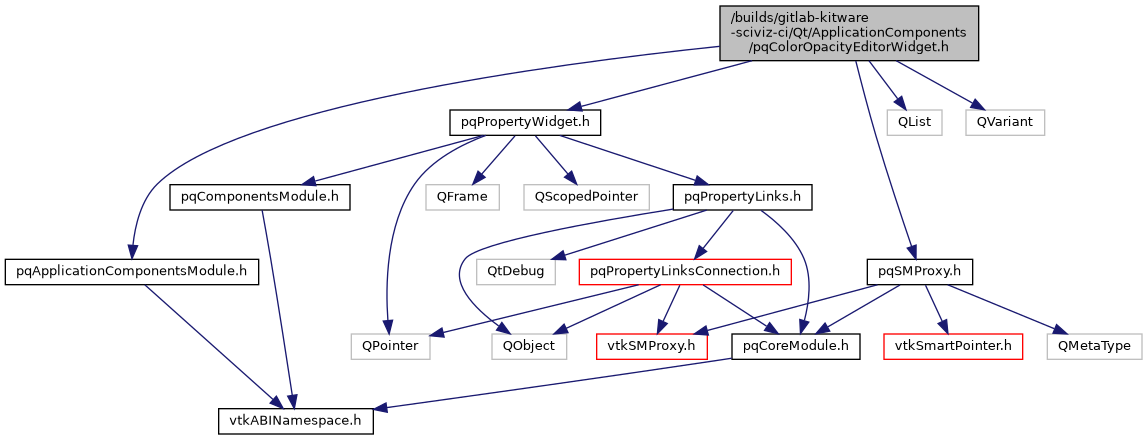 /builds/gitlab-kitware
-sciviz-ci/Qt/ApplicationComponents
/pqColorOpacityEditorWidget.h
pqPropertyWidget.h
QList
QVariant
pqComponentsModule.h
QFrame
QScopedPointer
pqPropertyLinks.h
pqApplicationComponentsModule.h
QtDebug
pqPropertyLinksConnection.h
pqSMProxy.h
QPointer
QObject
vtkSMProxy.h
pqCoreModule.h
vtkSmartPointer.h
QMetaType
vtkABINamespace.h